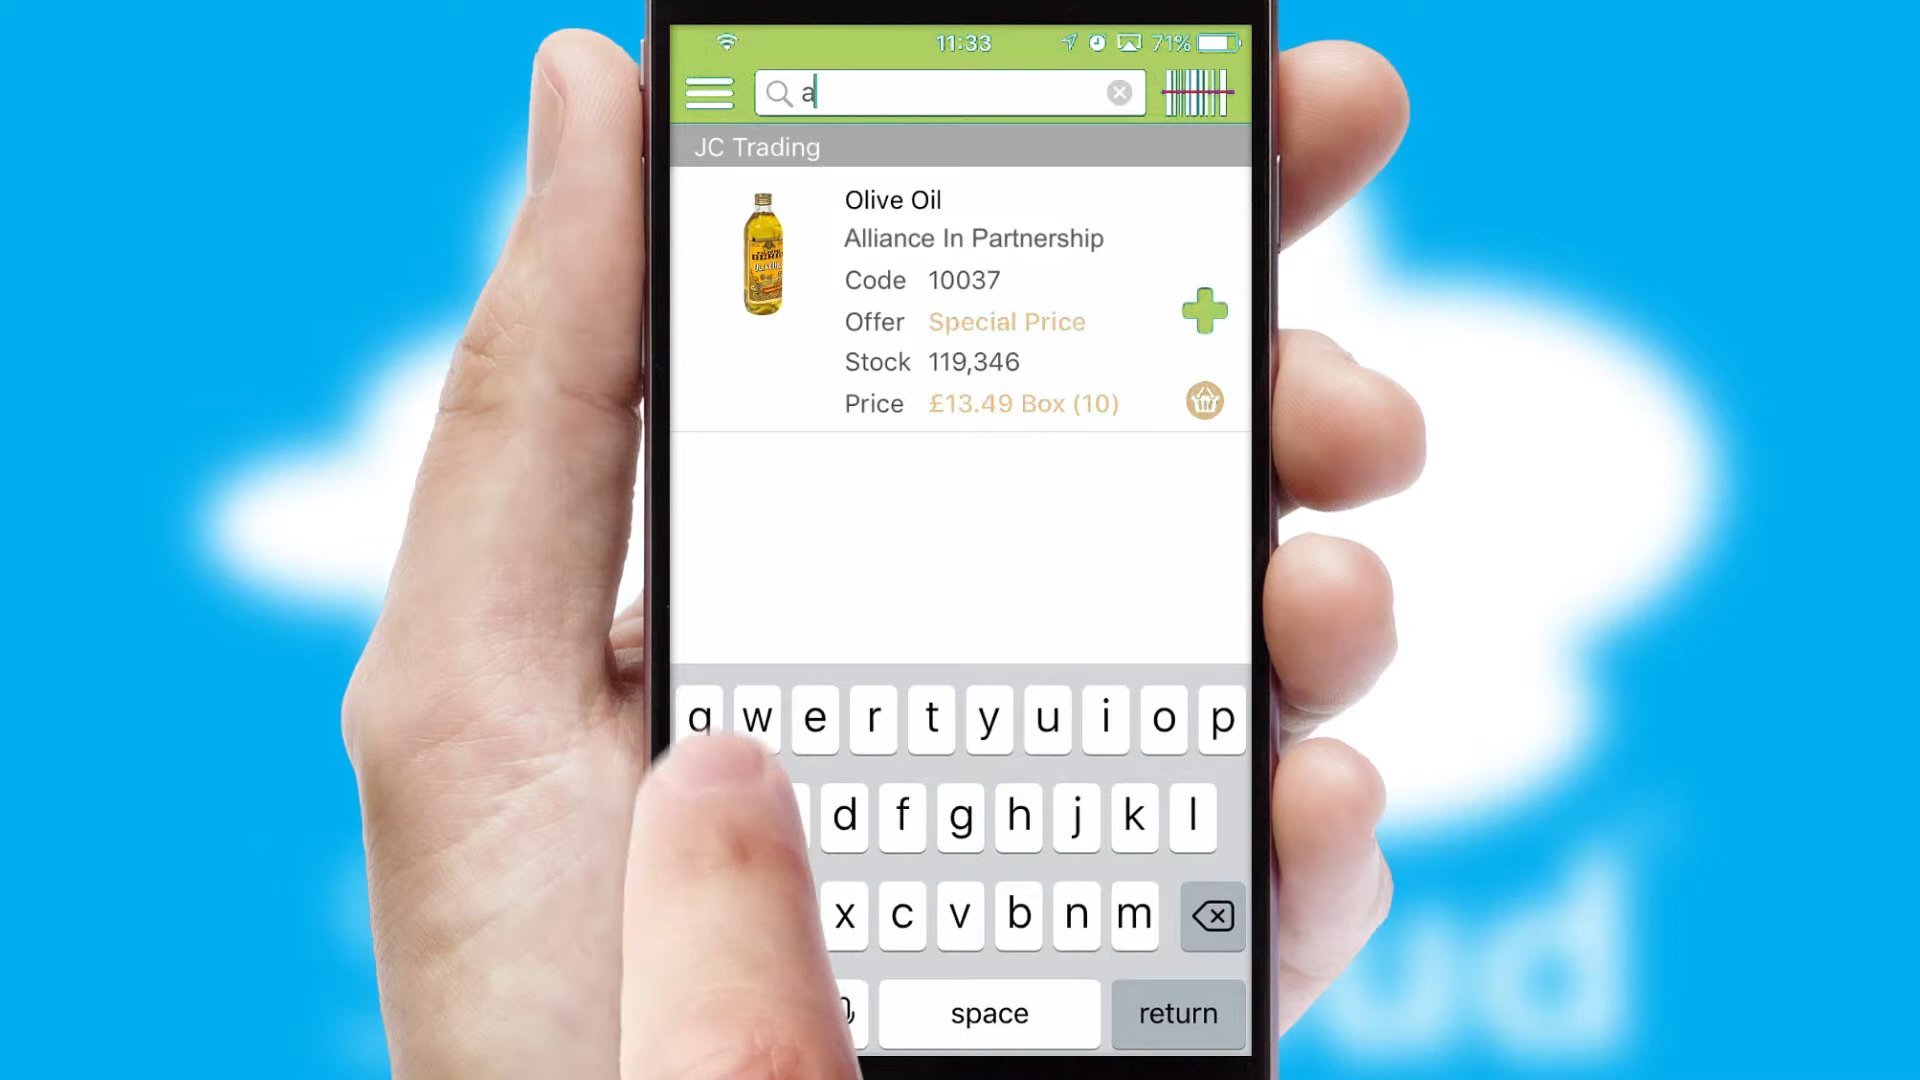 11:33
71%
a
JC Trading
Olive Oil
Alliance In Partnership
Code 10037
Offer Special Price
Stock 119,346
Price £13.49 Box (10)
q w e r t y u i o p
d f g h j k l
x c v b n m
space return
ud